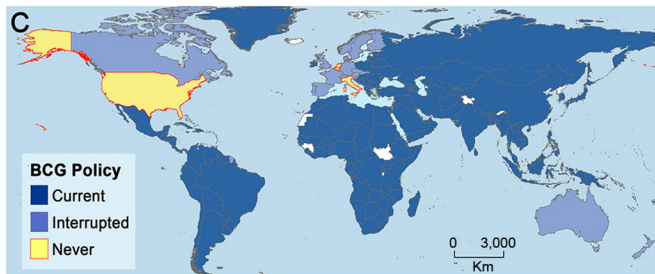 C
BCG Policy
Current
Interrupted
Never
0 3,000
Km